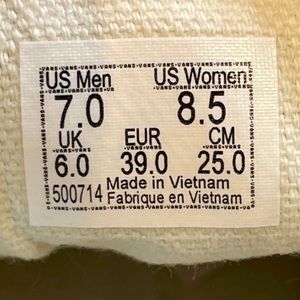 US Men US Women
7.0 8.5
UK EUR CM
6.0 39.0 25.0
500714 Made in Vietnam
Fabrique en Vietnam